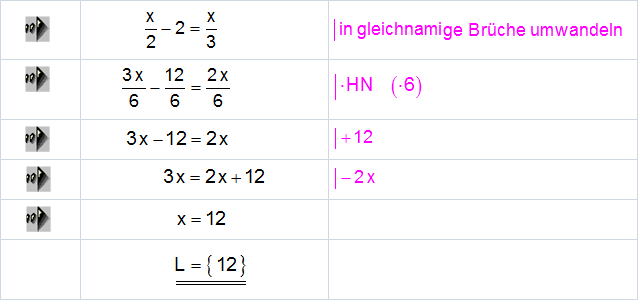 x/2 − 2 = x/3 | in gleichnamige Brüche umwandeln
3x/6 − 12/6 = 2x/6 | ·HN (·6)
3x − 12 = 2x | + 12
3x = 2x + 12 | − 2x
x = 12
L = {12}